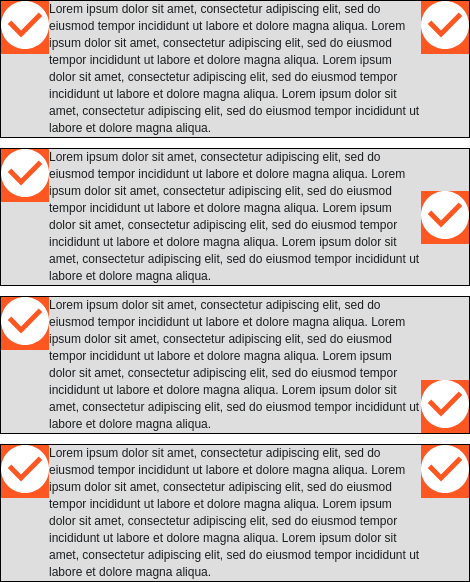 Lorem ipsum dolor sit amet, consectetur adipiscing elit, sed do
eiusmod tempor incididunt ut labore et dolore magna aliqua. Lorem
ipsum dolor sit amet, consectetur adipiscing elit, sed do eiusmod
tempor incididunt ut labore et dolore magna aliqua. Lorem ipsum
dolor sit amet, consectetur adipiscing elit, sed do eiusmod tempor
incididunt ut labore et dolore magna aliqua. Lorem ipsum dolor sit
amet, consectetur adipiscing elit, sed do eiusmod tempor incididunt ut
labore et dolore magna aliqua.
Lorem ipsum dolor sit amet, consectetur adipiscing elit, sed do
eiusmod tempor incididunt ut labore et dolore magna aliqua. Lorem
ipsum dolor sit amet, consectetur adipiscing elit, sed do eiusmod
tempor incididunt ut labore et dolore magna aliqua. Lorem ipsum
dolor sit amet, consectetur adipiscing elit, sed do eiusmod tempor
incididunt ut labore et dolore magna aliqua. Lorem ipsum dolor sit
amet, consectetur adipiscing elit, sed do eiusmod tempor incididunt ut
labore et dolore magna aliqua.
Lorem ipsum dolor sit amet, consectetur adipiscing elit, sed do
eiusmod tempor incididunt ut labore et dolore magna aliqua. Lorem
ipsum dolor sit amet, consectetur adipiscing elit, sed do eiusmod
tempor incididunt ut labore et dolore magna aliqua. Lorem ipsum
dolor sit amet, consectetur adipiscing elit, sed do eiusmod tempor
incididunt ut labore et dolore magna aliqua. Lorem ipsum dolor sit
amet, consectetur adipiscing elit, sed do eiusmod tempor incididunt ut
labore et dolore magna aliqua.
Lorem ipsum dolor sit amet, consectetur adipiscing elit, sed do
eiusmod tempor incididunt ut labore et dolore magna aliqua. Lorem
ipsum dolor sit amet, consectetur adipiscing elit, sed do eiusmod
tempor incididunt ut labore et dolore magna aliqua. Lorem ipsum
dolor sit amet, consectetur adipiscing elit, sed do eiusmod tempor
incididunt ut labore et dolore magna aliqua. Lorem ipsum dolor sit
amet, consectetur adipiscing elit, sed do eiusmod tempor incididunt ut
labore et dolore magna aliqua.